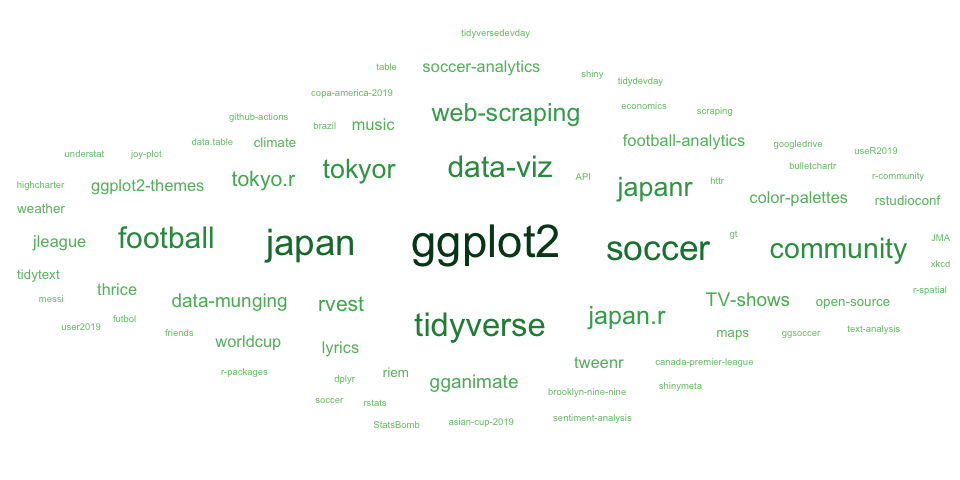 tidyversedevday
table
soccer-analytics
shiny
tidydevday
copa-america-2019
web-scraping
economics
scraping
github-actions
brazil
music
data.table
climate
football-analytics
googledrive
understat
joy-plot
tokyor
data-viz
useR2019
bulletchartr
highcharter
ggplot2-themes
tokyo.r
API
japanr
httr
r-community
weather
color-palettes
rstudioconf
jleague
football
japan
ggplot2
soccer
gt
community
JMA
tidytext
xkcd
messi
thrice
data-munging
rvest
TV-shows
open-source
r-spatial
user2019
futbol
friends
tidyverse
japan.r
maps
ggsoccer
text-analysis
worldcup
lyrics
r-packages
dplyr
riem
gganimate
tweenr
canada-premier-league
brooklyn-nine-nine
shinymeta
soccer
rstats
StatsBomb
asian-cup-2019
sentiment-analysis